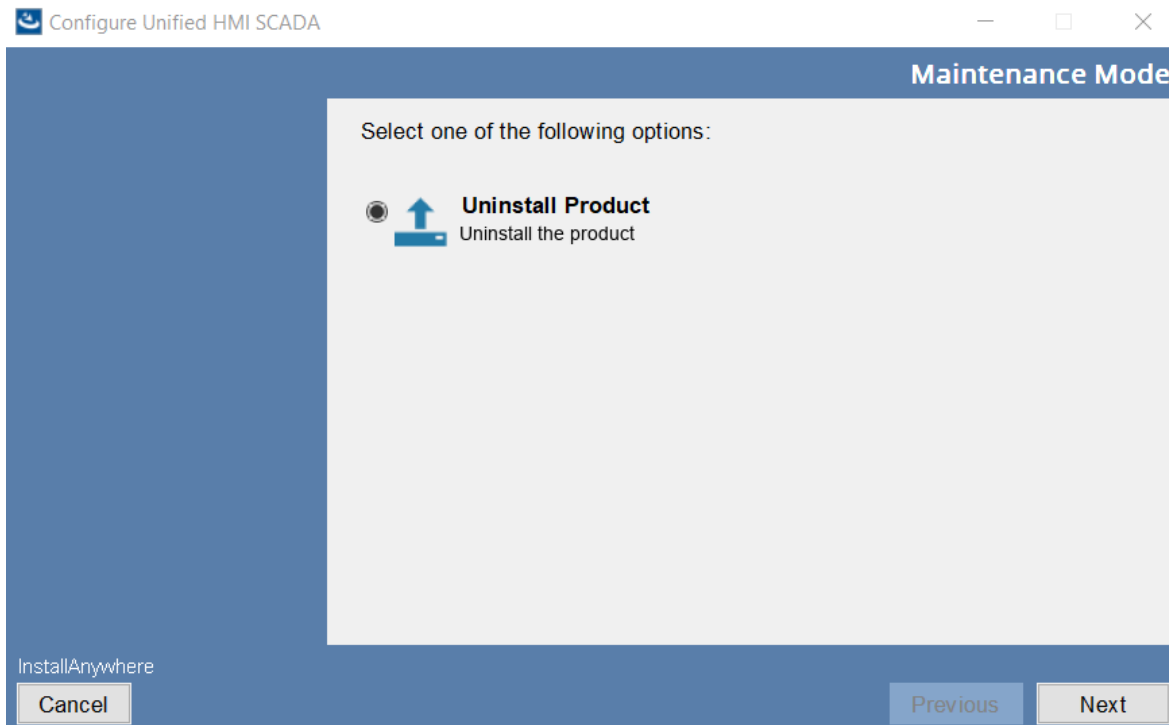 Configure Unified HMI SCADA
Maintenance Mode
Select one of the following options:
Uninstall Product
Uninstall the product
InstallAnywhere
Cancel
Previous
Next